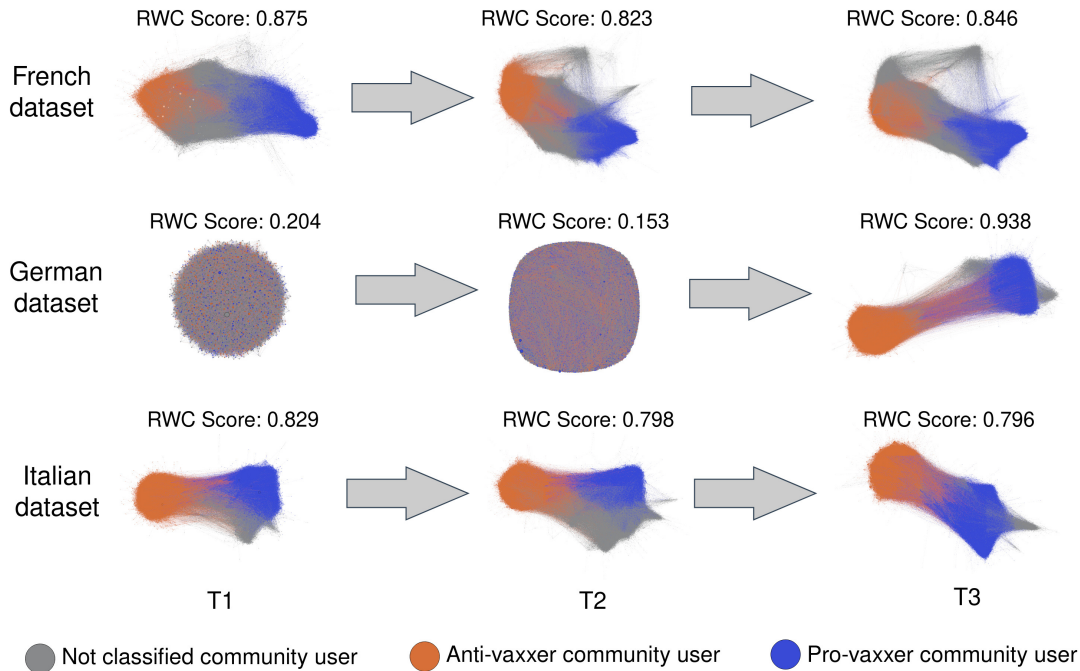 RWC Score: 0.875
RWC Score: 0.823
RWC Score: 0.846
French
dataset
RWC Score: 0.204
RWC Score: 0.153
RWC Score: 0.938
German
dataset
RWC Score: 0.829
RWC Score: 0.798
RWC Score: 0.796
Italian
dataset
T1
T2
T3
Not classified community user
Anti-vaxxer community user
Pro-vaxxer community user